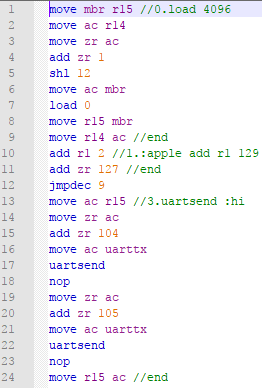 1 move mbr r15 //0.load 4096
2 move ac r14
3 move zr ac
4 add zr 1
5 shl 12
6 move ac mbr
7 load 0
8 move r15 mbr
9 move r14 ac //end
10 add r1 2 //1.:apple add r1 129
11 add zr 127 //end
12 jmpdec 9
13 move ac r15 //3.uartsend :hi
14 move zr ac
15 add zr 104
16 move ac uarttx
17 uartsend
18 nop
19 move zr ac
20 add zr 105
21 move ac uarttx
22 uartsend
23 nop
24 move r15 ac //end